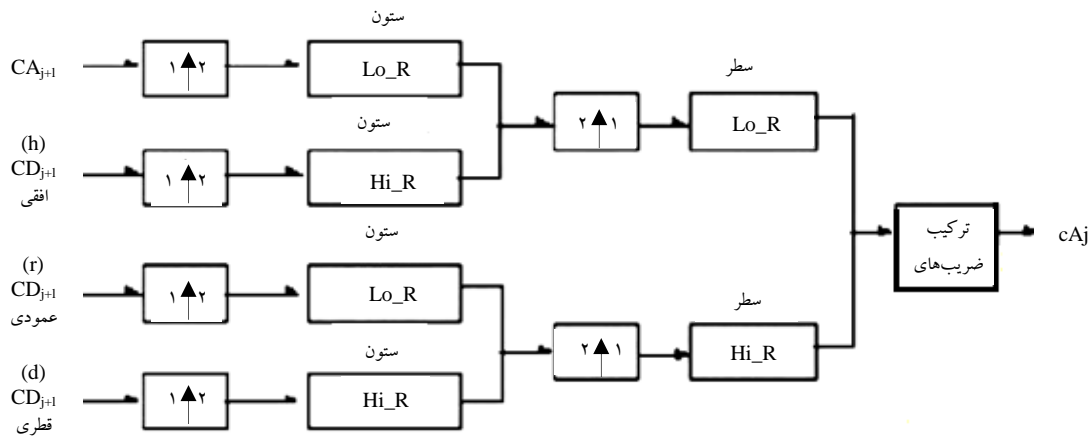 ستون
CAj+1
۱ ۲
Lo_R
سطر
ستون
۲ ۱
Lo_R
(h)
CDj+1
افقی
۱ ۲
Hi_R
ستون
ترکیب
ضریب‌های
cAj
(r)
CDj+1
عمودی
۱ ۲
Lo_R
سطر
ستون
۲ ۱
Hi_R
(d)
CDj+1
قطری
۱ ۲
Hi_R